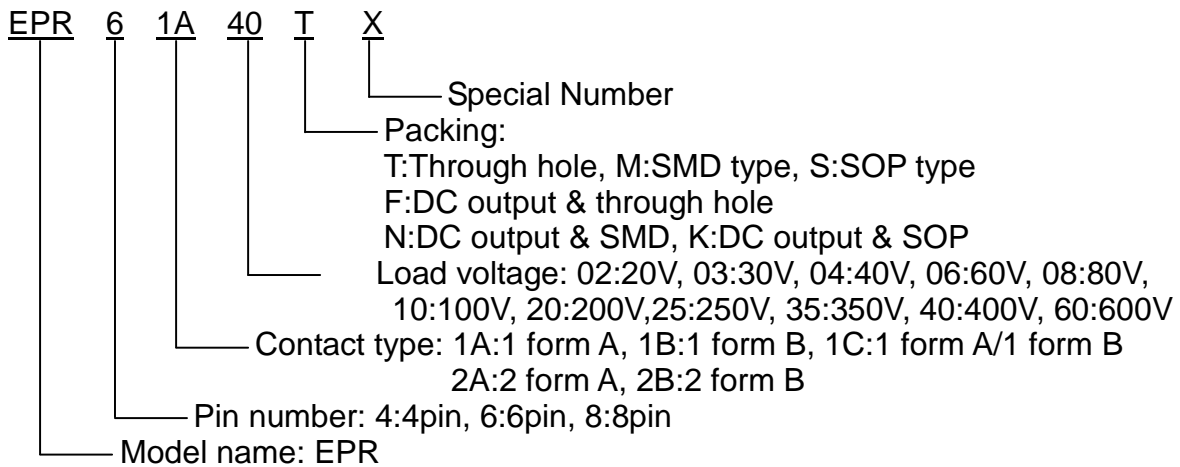 EPR 6 1A 40 T X
Special Number
Packing:
T:Through hole, M:SMD type, S:SOP type
F:DC output & through hole
N:DC output & SMD, K:DC output & SOP
Load voltage: 02:20V, 03:30V, 04:40V, 06:60V, 08:80V,
10:100V, 20:200V,25:250V, 35:350V, 40:400V, 60:600V
Contact type: 1A:1 form A, 1B:1 form B, 1C:1 form A/1 form B
2A:2 form A, 2B:2 form B
Pin number: 4:4pin, 6:6pin, 8:8pin
Model name: EPR